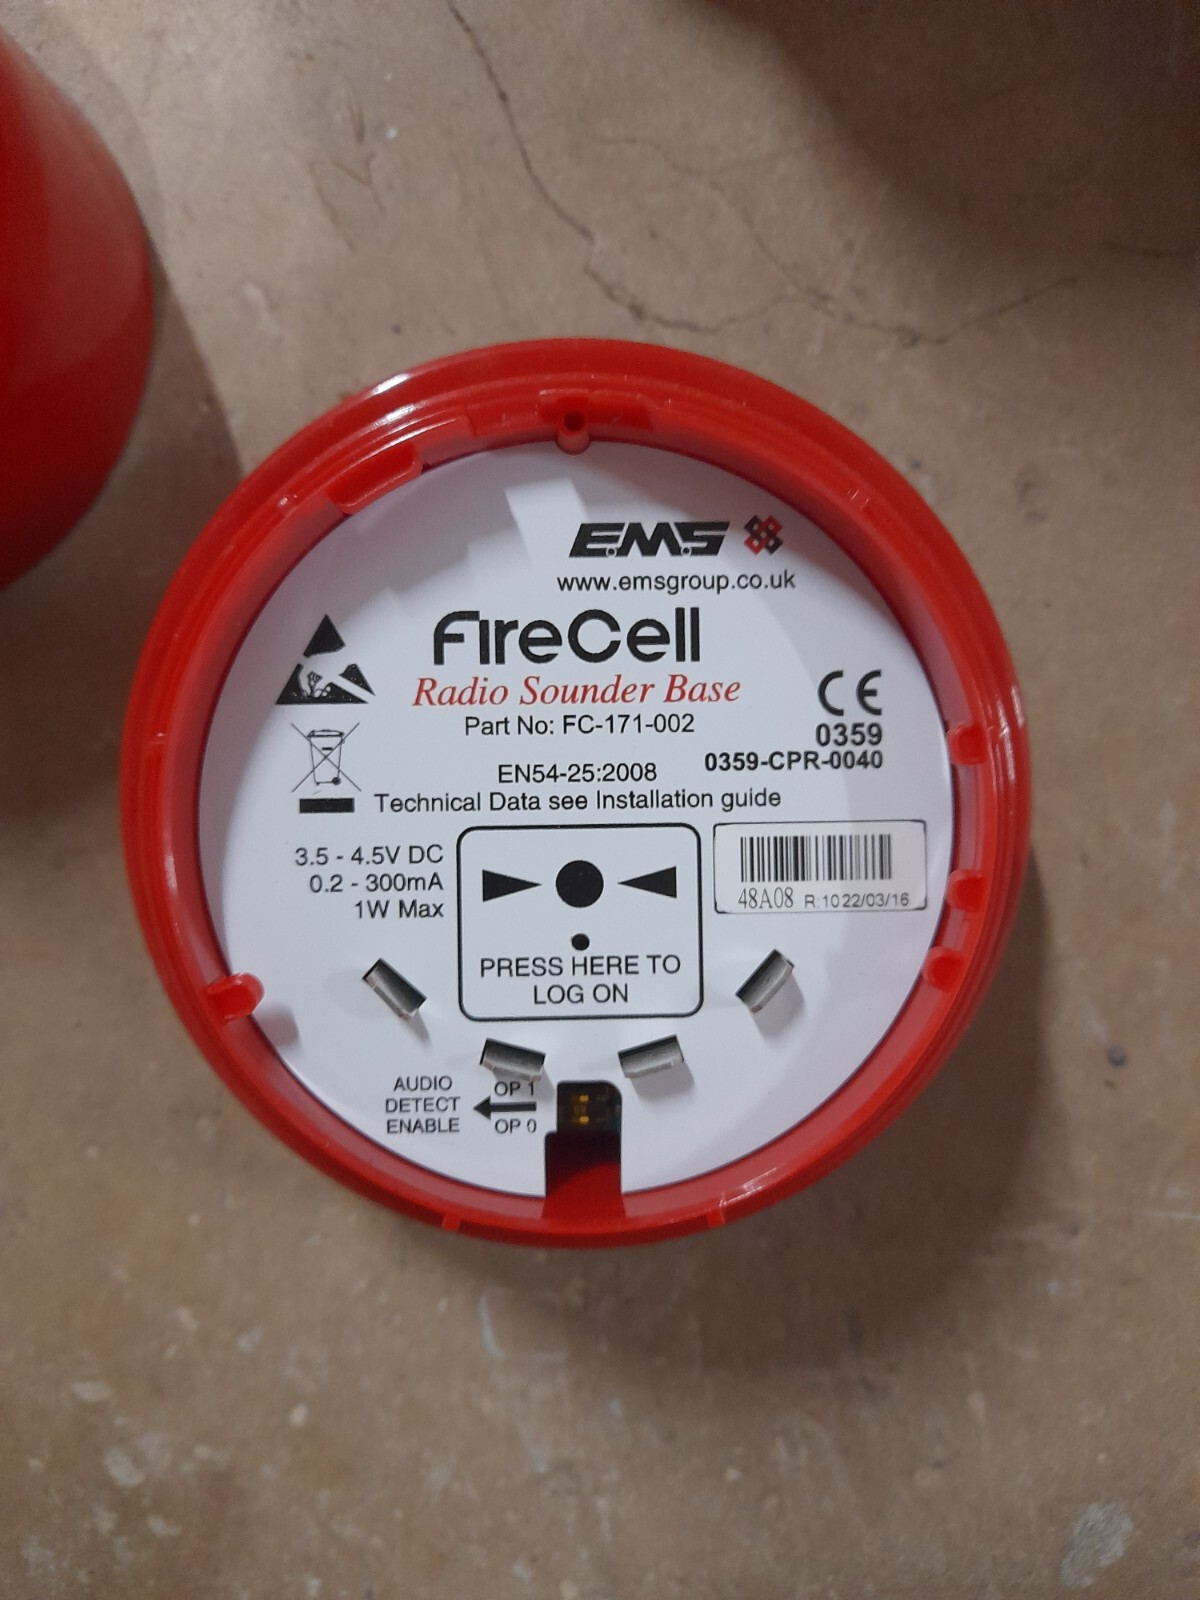 E.M.S
www.emsgroup.co.uk
FireCell
Radio Sounder Base
Part No: FC-171-002
CE
0359
0359-CPR-0040
EN54-25:2008
Technical Data see Installation guide
3.5 - 4.5V DC
0.2 - 300mA
1W Max
PRESS HERE TO
LOG ON
48A08 R:10 22/03/16
AUDIO
DETECT
ENABLE
OP 1
OP 0